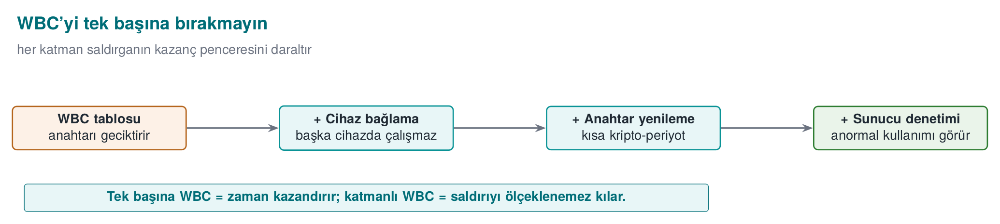 WBC’yi tek başına bırakmayın
her katman saldırganın kazanç penceresini daraltır
WBC tablosu
anahtarı geciktirir
+ Cihaz bağlama
başka cihazda çalışmaz
+ Anahtar yenileme
kısa kripto-periyot
+ Sunucu denetimi
anormal kullanımı görür
Tek başına WBC = zaman kazandırır; katmanlı WBC = saldırıyı ölçeklenemez kılar.